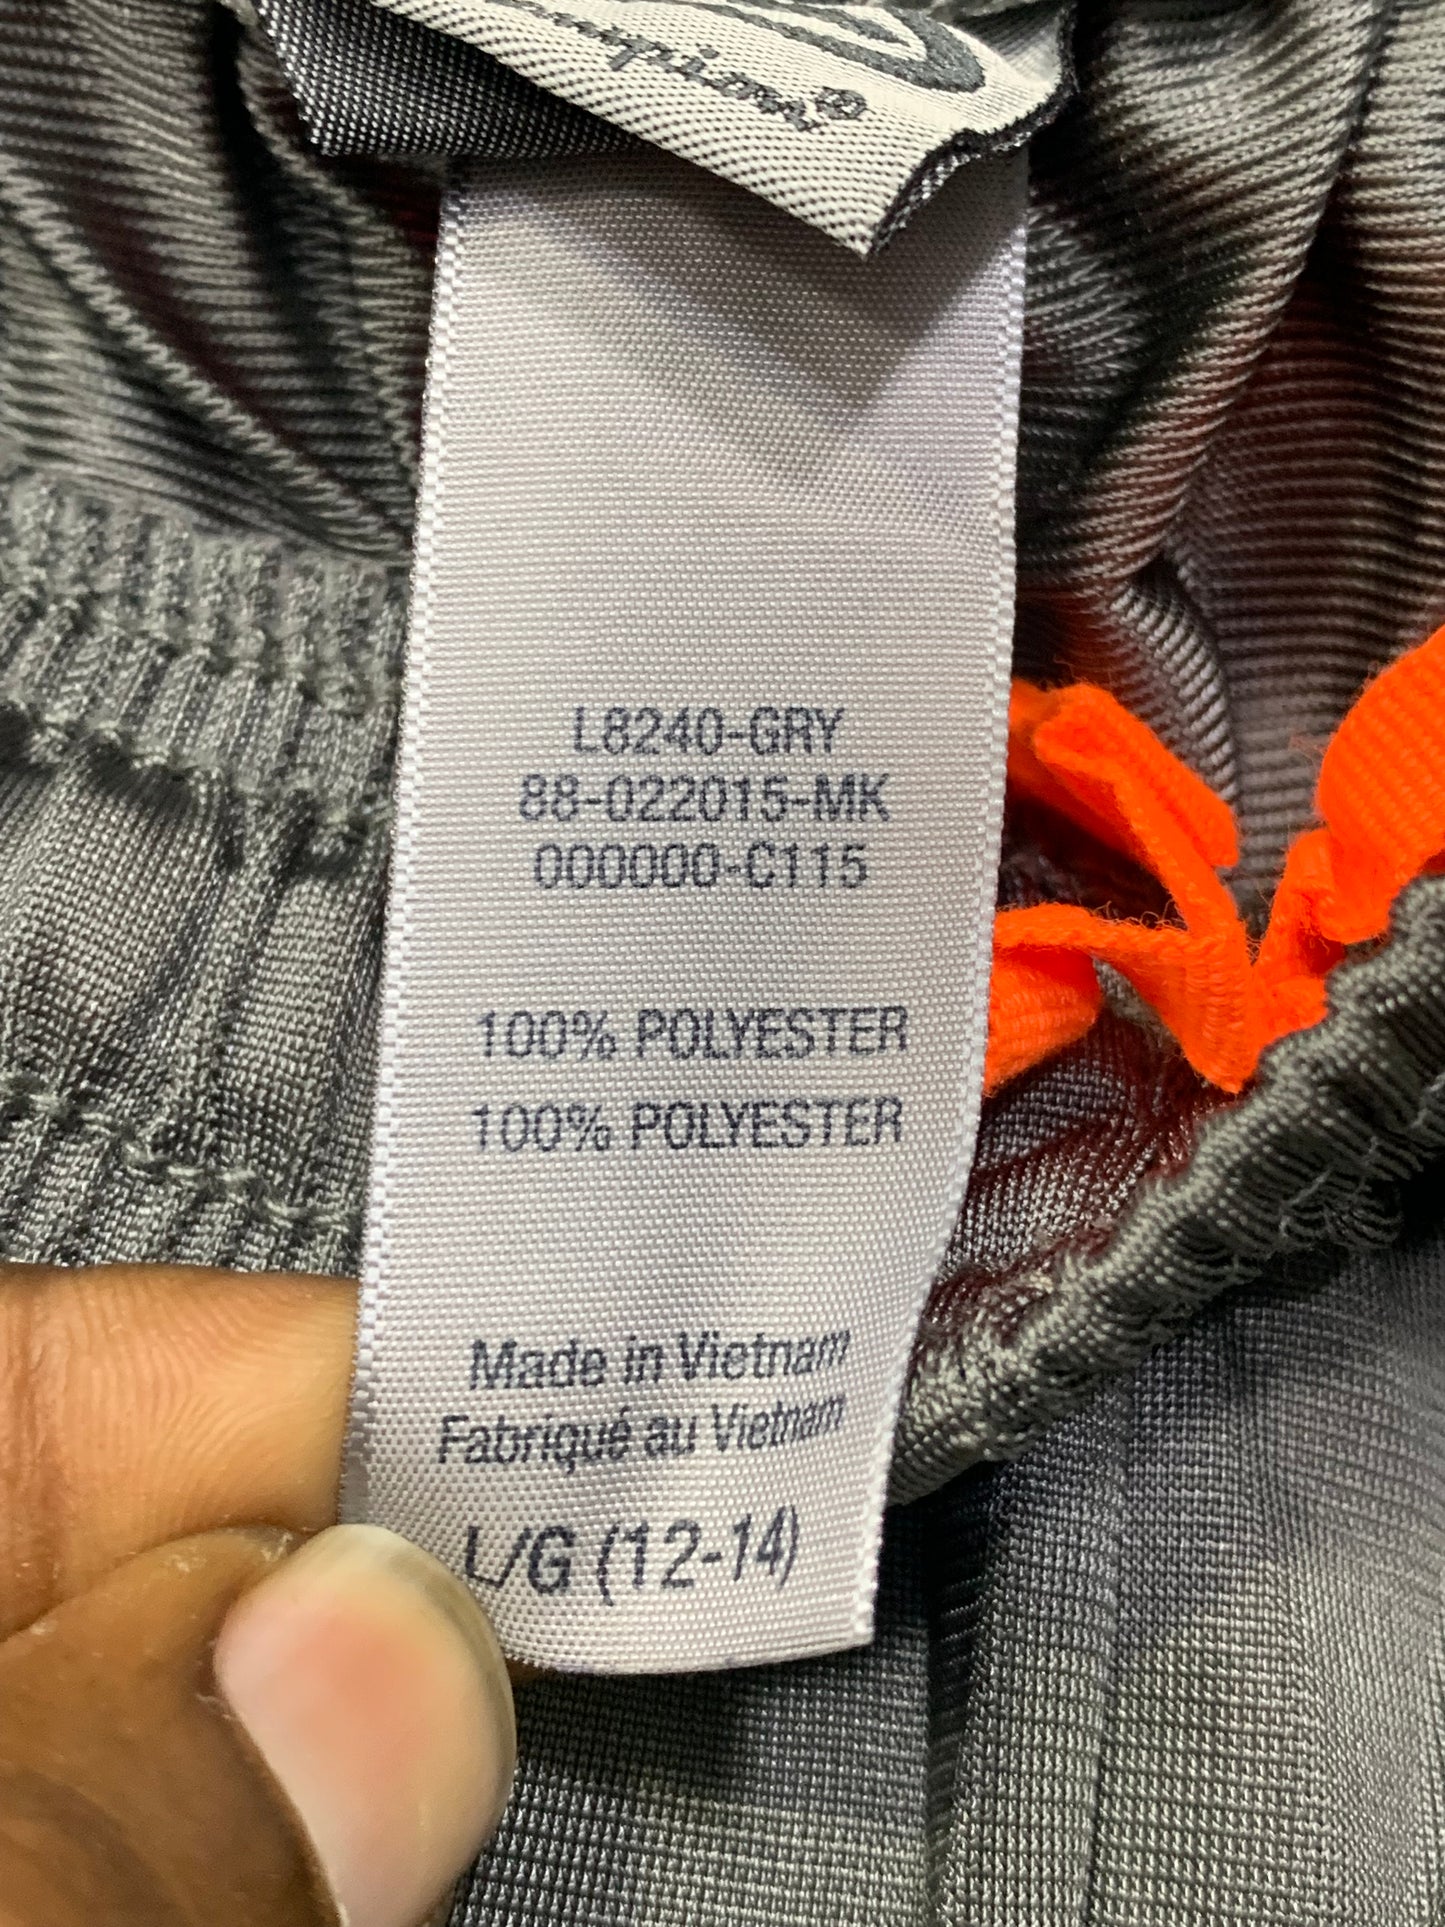 L8240-GRY
88-022015-MK
000000-C115
100% POLYESTER
100% POLYESTER
Made in Vietnam
Fabriqué au Vietnam
L/G (12-14)